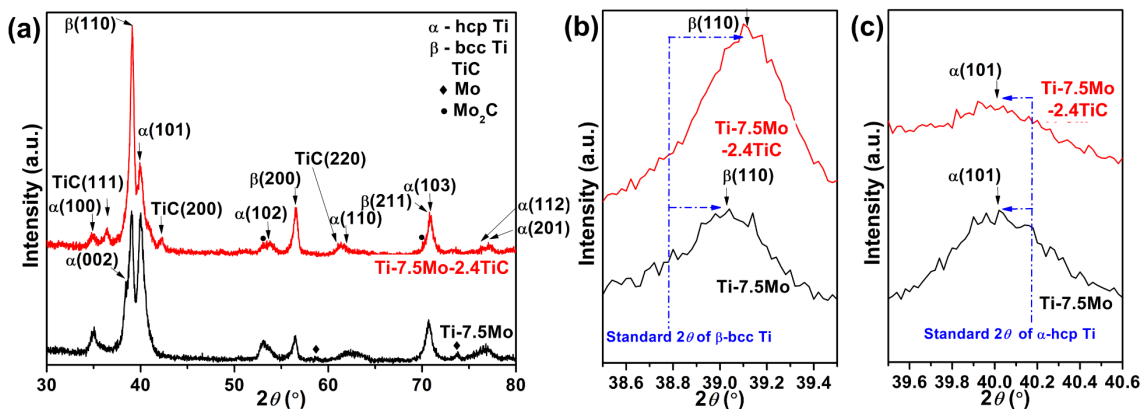 (a)
β(110)
α - hcp Ti
β - bcc Ti
TiC
♦ Mo
● Mo₂C
α(101)
TiC(111)
α(100)
TiC(200)
α(002)
TiC(220)
β(200)
α(102)
α(110)
α(103)
β(211)
α(112)
α(201)
Ti-7.5Mo-2.4TiC
Ti-7.5Mo
Intensity (a.u.)
30 40 50 60 70 80
2θ (°)
(b)
β(110)
Ti-7.5Mo
-2.4TiC
β(110)
Ti-7.5Mo
Standard 2θ of β-bcc Ti
Intensity (a.u.)
38.6 38.8 39.0 39.2 39.4
2θ (°)
(c)
α(101)
Ti-7.5Mo
-2.4TiC
α(101)
Ti-7.5Mo
Standard 2θ of α-hcp Ti
Intensity (a.u.)
39.6 39.8 40.0 40.2 40.4 40.6
2θ (°)